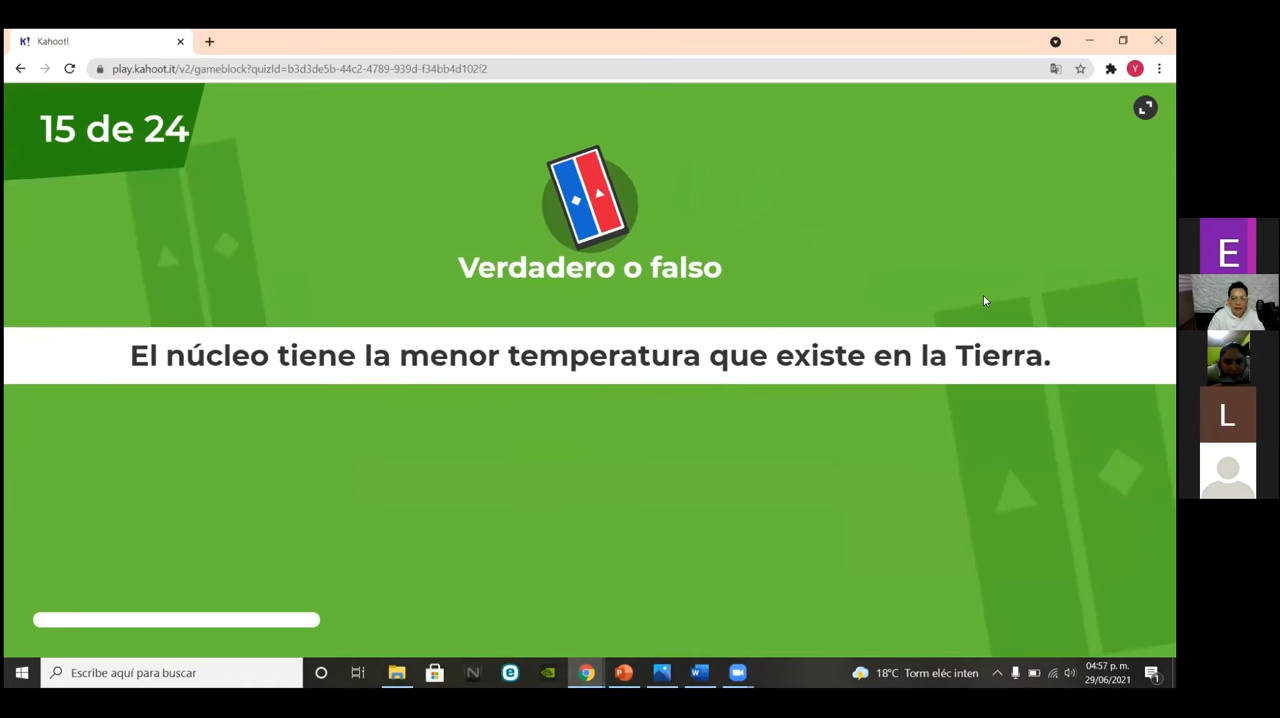 Kahoot!
play.kahoot.it/v2/gameblock?quizId=b3d3de5b-44c2-4789-939d-f34bb4d102f2
Y
15 de 24
Verdadero o falso
El núcleo tiene la menor temperatura que existe en la Tierra.
E
L
Escribe aquí para buscar
18°C Torm eléc inten
04:57 p. m.
29/06/2021
1